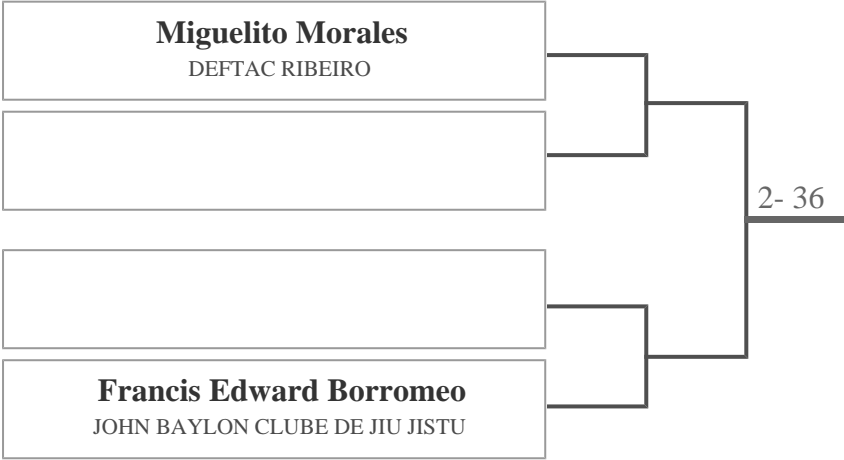 Miguelito Morales
DEFTAC RIBEIRO
2- 36
Francis Edward Borromeo
JOHN BAYLON CLUBE DE JIU JISTU